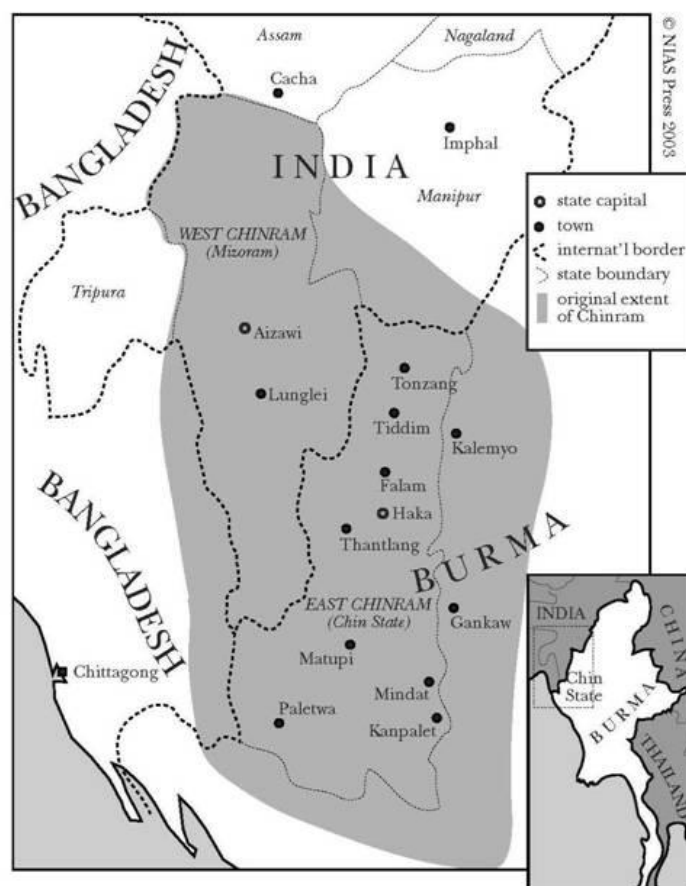 Assam
Nagaland
© NIAS Press 2003
BANGLADESH
Cacha
Imphal
INDIA
Manipur
state capital
town
internat'l border
state boundary
original extent
of Chinram
WEST CHINRAM
(Mizoram)
Tripura
Aizawi
Lunglei
Tonzang
Tiddim
Kalemyo
Falam
Haka
Thantlang
BANGLADESH
BURMA
EAST CHINRAM
(Chin State)
Gankaw
Matupi
Chittagong
Mindat
Paletwa
Kanpalet
INDIA
CHINA
Chin
State
BURMA
THAILAND